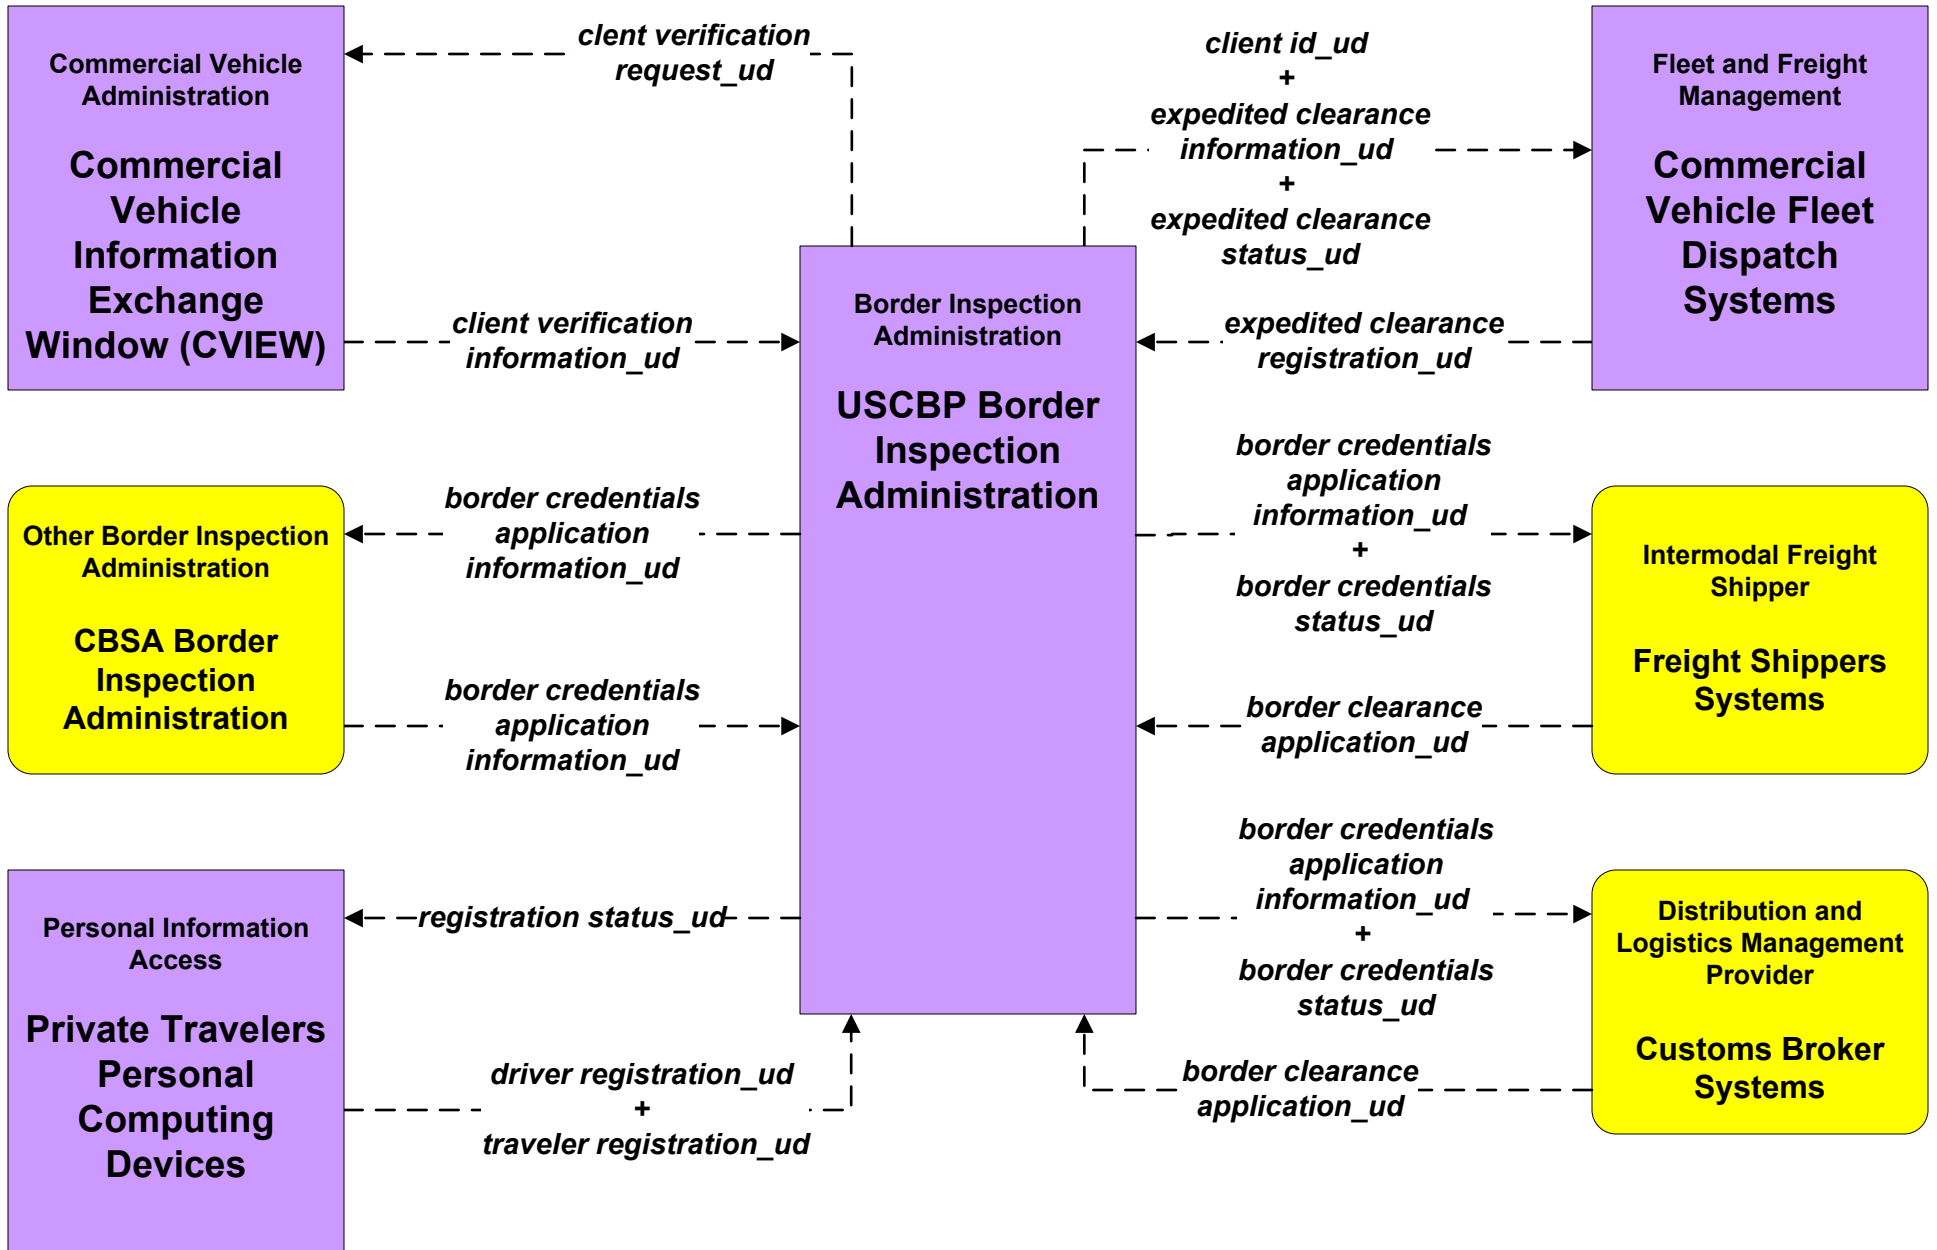 Commercial Vehicle
Administration
Commercial
Vehicle
Information
Exchange
Window (CVIEW)
clent verification
request_ud
client verification
information_ud
client id_ud
+
expedited clearance
information_ud
+
expedited clearance
status_ud
Fleet and Freight
Management
Commercial
Vehicle Fleet
Dispatch
Systems
Border Inspection
Administration
USCBP Border
Inspection
Administration
expedited clearance
registration_ud
Other Border Inspection
Administration
CBSA Border
Inspection
Administration
border credentials
application
information_ud
border credentials
application
information_ud
border credentials
application
information_ud
+
border credentials
status_ud
Intermodal Freight
Shipper
Freight Shippers
Systems
border clearance
application_ud
Personal Information
Access
Private Travelers
Personal
Computing
Devices
registration status_ud
driver registration_ud
+
traveler registration_ud
border credentials
application
information_ud
+
border credentials
status_ud
Distribution and
Logistics Management
Provider
Customs Broker
Systems
border clearance
application_ud